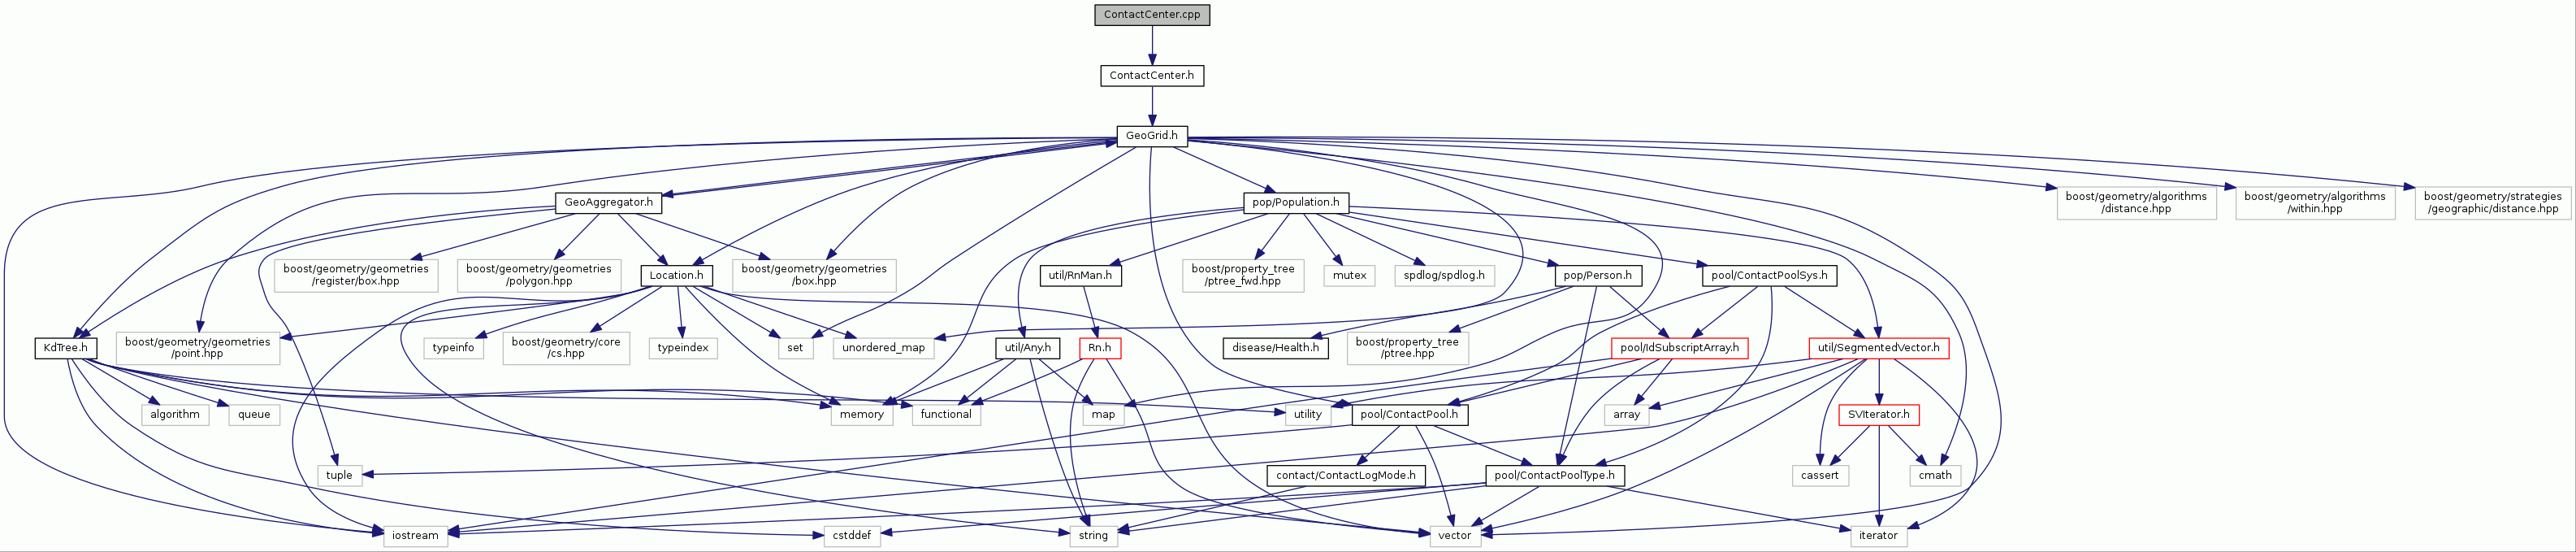 ContactCenter.cpp
ContactCenter.h
GeoGrid.h
GeoAggregator.h
pop/Population.h
boost/geometry/algorithms
/distance.hpp
boost/geometry/algorithms
/within.hpp
boost/geometry/strategies
/geographic/distance.hpp
boost/geometry/geometries
/register/box.hpp
boost/geometry/geometries
/polygon.hpp
Location.h
boost/geometry/geometries
/box.hpp
util/RnMan.h
boost/property_tree
/ptree_fwd.hpp
mutex
spdlog/spdlog.h
pop/Person.h
pool/ContactPoolSys.h
KdTree.h
boost/geometry/geometries
/point.hpp
typeinfo
boost/geometry/core
/cs.hpp
typeindex
set
unordered_map
util/Any.h
Rn.h
disease/Health.h
boost/property_tree
/ptree.hpp
pool/IdSubscriptArray.h
util/SegmentedVector.h
algorithm
queue
memory
functional
map
utility
pool/ContactPool.h
array
SVIterator.h
tuple
contact/ContactLogMode.h
pool/ContactPoolType.h
cassert
cmath
iostream
cstddef
string
vector
iterator